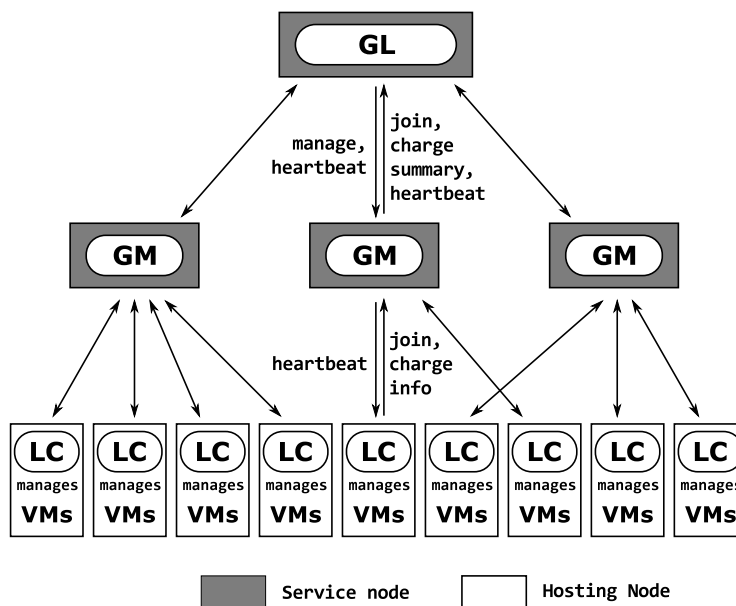 GL
manage,
heartbeat
join,
charge
summary,
heartbeat
GM GM GM
heartbeat
join,
charge
info
LC LC LC LC LC LC LC LC LC
manages manages manages manages manages manages manages manages manages
VMs VMs VMs VMs VMs VMs VMs VMs VMs
Service node Hosting Node